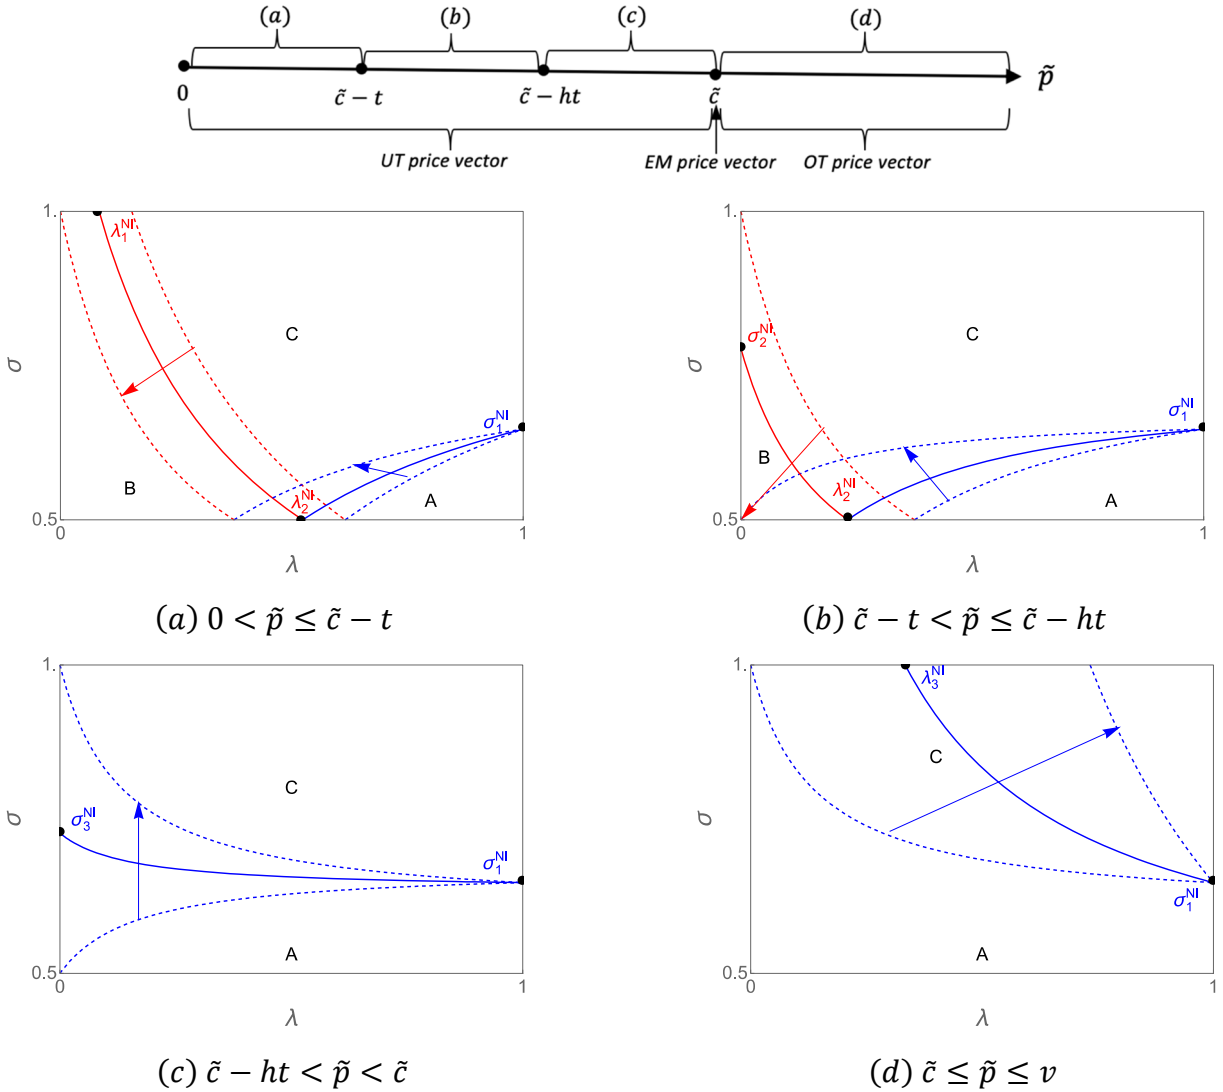 (a) (b) (c) (d)
0 c̃ − t c̃ − ht c̃ p̃
UT price vector EM price vector OT price vector
1. λ₁ᴺᴵ
C
σ
σ₁ᴺᴵ
B λ₂ᴺᴵ A
0.5
0 1
λ
(a) 0 < p̃ ≤ c̃ − t
1.
σ₂ᴺᴵ C
σ
σ₁ᴺᴵ
B λ₂ᴺᴵ A
0.5
0 1
λ
(b) c̃ − t < p̃ ≤ c̃ − ht
1.
C
σ σ₃ᴺᴵ
σ₁ᴺᴵ
A
0.5
0 1
λ
(c) c̃ − ht < p̃ < c̃
1. λ₃ᴺᴵ
C
σ
σ₁ᴺᴵ
A
0.5
0 1
λ
(d) c̃ ≤ p̃ ≤ v